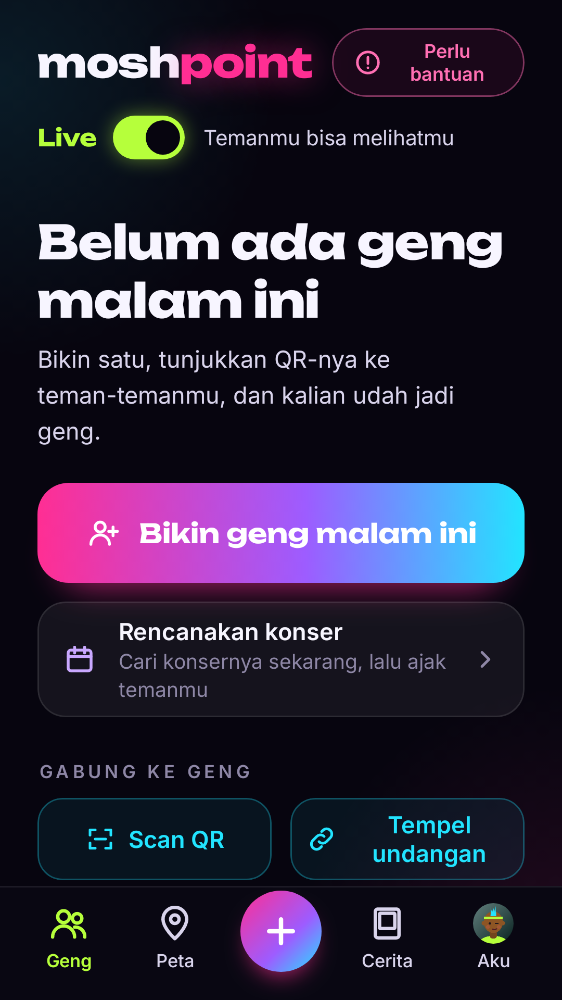 moshpoint
Perlu
bantuan
Live
Temanmu bisa melihatmu
Belum ada geng
malam ini
Bikin satu, tunjukkan QR-nya ke
teman-temanmu, dan kalian udah jadi
geng.
Bikin geng malam ini
Rencanakan konser
Cari konsernya sekarang, lalu ajak
temanmu
GABUNG KE GENG
Scan QR
Tempel
undangan
Geng
Peta
Cerita
Aku